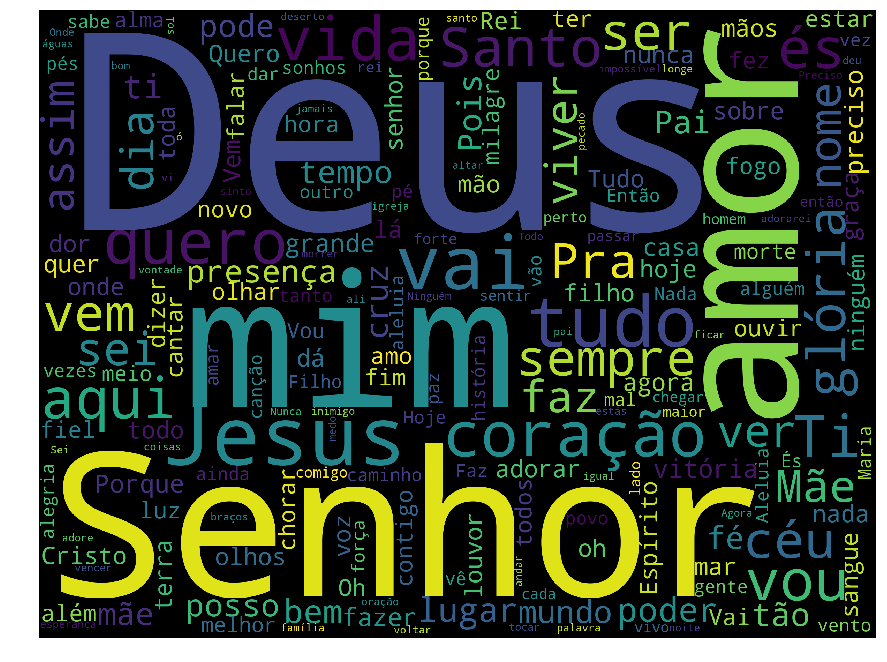 Deus
Senhor
mim
amor
Jesus
coração
quero
vida
Santo
ser
és
vai
tudo
glória
nome
viver
assim
dia
ti
vem
sei
aqui
Pra
sempre
faz
ver
Ti
Mãe
céu
vou
fé
tão
poder
mundo
lugar
bem
fazer
posso
mãe
além
Cristo
terra
luz
Porque
olhos
melhor
chorar
voz
força
contigo
louvor
todos
adorar
vitória
Espírito
sangue
mar
gente
Vai
vento
nada
Aleluia
És
Maria
ninguém
ouvir
alguém
morte
hoje
casa
filho
Nada
agora
amo
fim
cruz
aleluia
presença
grande
tempo
olhar
cantar
dizer
onde
quer
dor
novo
falar
Vem
toda
hora
sonhos
dar
Quero
pode
alma
sabe
pés
Onde
águas
sol
deserto
bom
rei
santo
porque
Rei
ter
nunca
mãos
estar
vez
deu
fez
impossível
longe
Preciso
preciso
sobre
Pai
fogo
graça
então
adorarei
homem
Tudo
Então
pecado
perto
passar
Pois
milagre
mão
altar
senhor
jamais
outro
igreja
pé
lá
sinto
vi
só
vontade
morrer
forte
Todo
vão
tanto
ali
Ninguém
sentir
pai
ficar
Vou
dá
Filho
amar
canção
paz
história
Hoje
mal
chegar
maior
estás
Nunca
inimigo
medo
vezes
meio
todo
fiel
Sei
coisas
alegria
ainda
comigo
caminho
Faz
igual
lado
povo
Agora
oh
Oh
braços
adore
vencer
esperança
vê
cada
andar
oração
família
voltar
tocar
palavra
vivo
noite